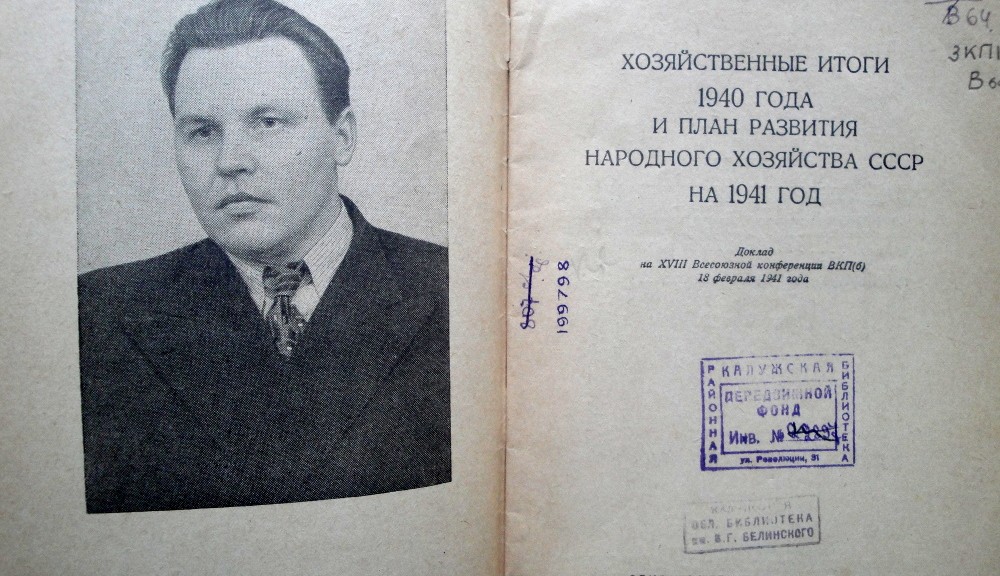 В 64
ЗКП
В
ХОЗЯЙСТВЕННЫЕ ИТОГИ
1940 ГОДА
И ПЛАН РАЗВИТИЯ
НАРОДНОГО ХОЗЯЙСТВА СССР
НА 1941 ГОД
Доклад
на XVIII Всесоюзной конференции ВКП(б)
18 февраля 1941 года
199798
КАЛУЖСКАЯ
РАЙОННАЯ
БИБЛИОТЕКА
ПЕРЕДВИЖНОЙ
ФОНД
Инв. №
ул. Революции, 31
ОБЛ. БИБЛИОТЕКА
им. В.Г. БЕЛИНСКОГО